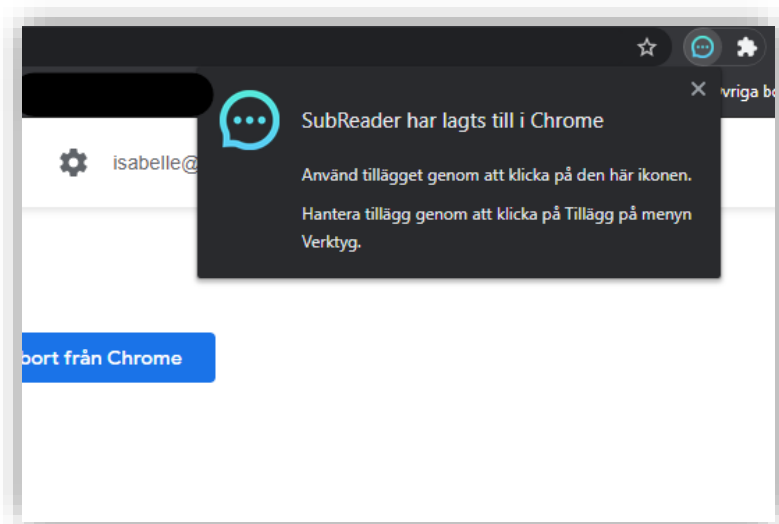 vriga bo
SubReader har lagts till i Chrome
isabelle@
Använd tillägget genom att klicka på den här ikonen.
Hantera tillägg genom att klicka på Tillägg på menyn
Verktyg.
bort från Chrome